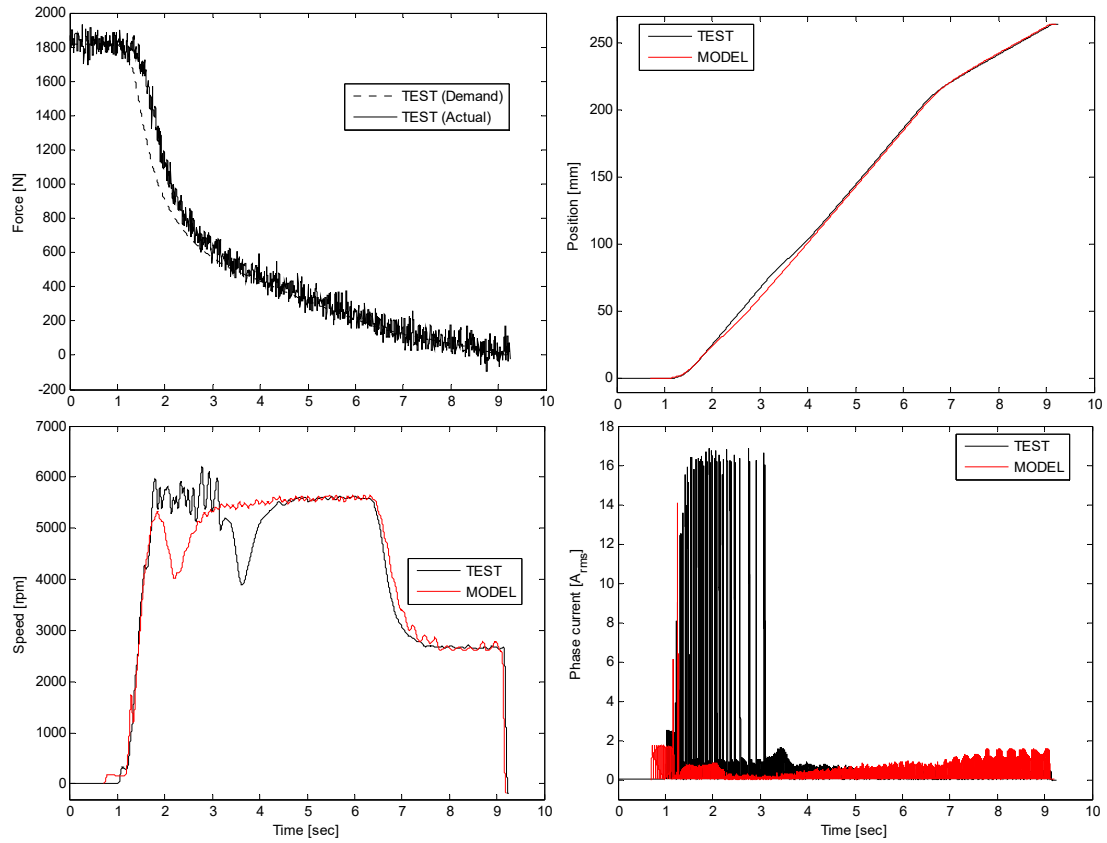 2000
1800
1600
1400
1200
1000
800
600
400
200
0
-200
Force [N]
TEST (Demand)
TEST (Actual)
0 1 2 3 4 5 6 7 8 9 10
250
200
150
100
50
0
Position [mm]
TEST
MODEL
0 1 2 3 4 5 6 7 8 9 10
7000
6000
5000
4000
3000
2000
1000
0
Speed [rpm]
TEST
MODEL
0 1 2 3 4 5 6 7 8 9 10
Time [sec]
18
16
14
12
10
8
6
4
2
0
Phase current [Arms]
TEST
MODEL
0 1 2 3 4 5 6 7 8 9 10
Time [sec]